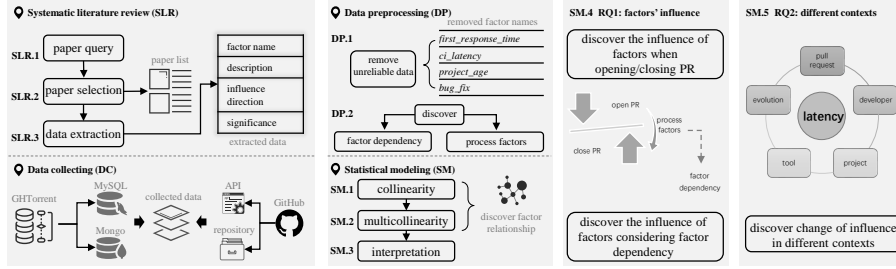 Systematic literature review (SLR)
SLR.1
paper query
SLR.2
paper selection
SLR.3
data extraction
paper list
factor name
description
influence
direction
significance
extracted data
Data collecting (DC)
GHTorrent
MySQL
Mongo
collected data
API
repository
GitHub
Data preprocessing (DP)
DP.1
remove
unreliable data
removed factor names
first_response_time
ci_latency
project_age
bug_fix
DP.2
discover
factor dependency
process factors
Statistical modeling (SM)
SM.1
collinearity
SM.2
multicollinearity
SM.3
interpretation
discover factor
relationship
SM.4 RQ1: factors' influence
discover the influence of
factors when
opening/closing PR
open PR
close PR
process
factors
factor
dependency
discover the influence of
factors considering factor
dependency
SM.5 RQ2: different contexts
pull
request
evolution
developer
latency
tool
project
discover change of influence
in different contexts